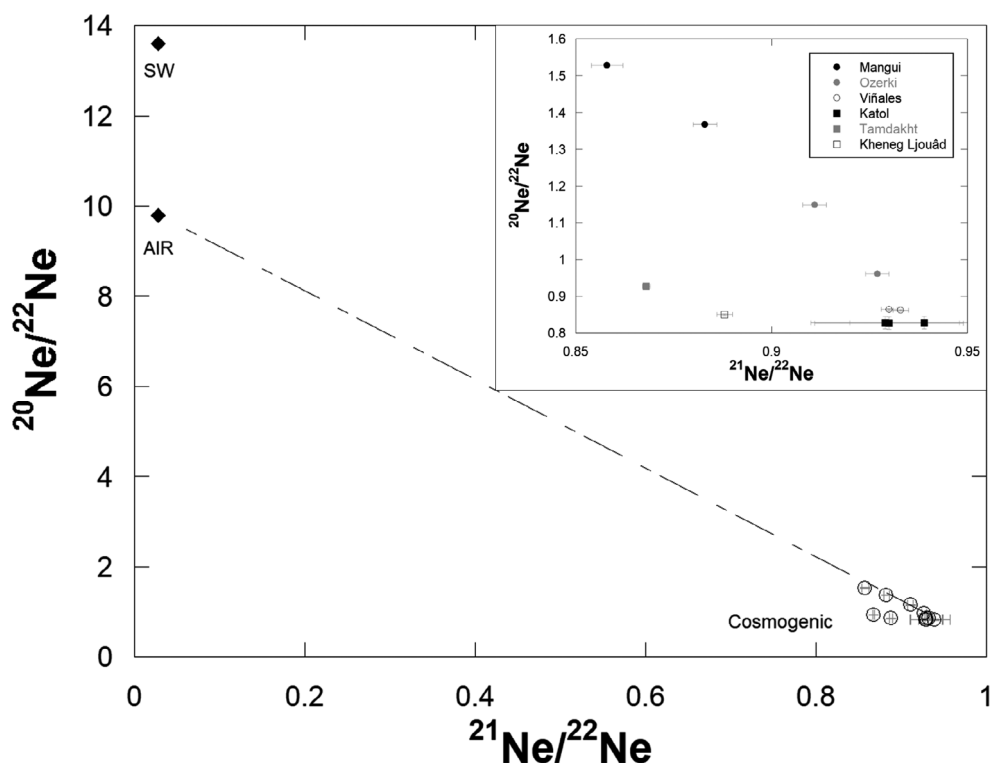 14
12
10
8
6
4
2
0
²⁰Ne/²²Ne
SW
AIR
Cosmogenic
0
0.2
0.4
0.6
0.8
1
²¹Ne/²²Ne
1.6
1.5
1.4
1.3
1.2
1.1
1
0.9
0.8
²⁰Ne/²²Ne
Mangui
Ozerki
Viñales
Katol
Tamdakht
Kheneg Ljouâd
0.85
0.9
0.95
²¹Ne/²²Ne